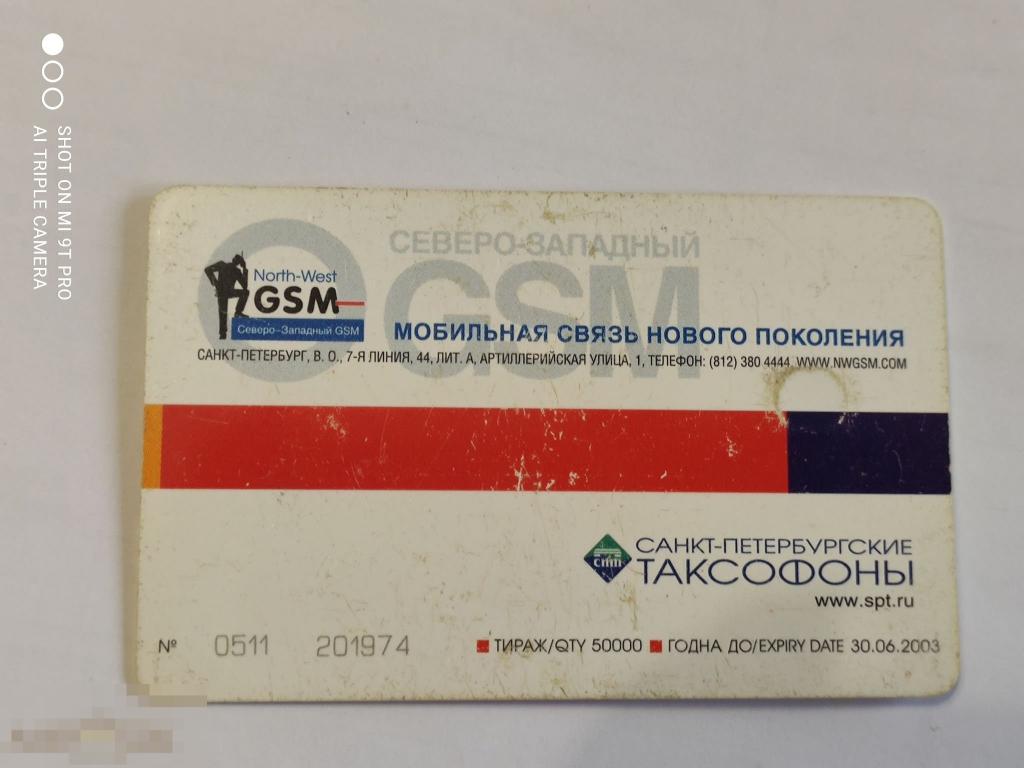 SHOT ON MI 9T PRO
AI TRIPLE CAMERA
СЕВЕРО-ЗАПАДНЫЙ
GSM
North-West
GSM
Северо-Западный GSM
МОБИЛЬНАЯ СВЯЗЬ НОВОГО ПОКОЛЕНИЯ
САНКТ-ПЕТЕРБУРГ, В. О., 7-Я ЛИНИЯ, 44, ЛИТ. А, АРТИЛЛЕРИЙСКАЯ УЛИЦА, 1, ТЕЛЕФОН: (812) 380 4444, WWW.NWGSM.COM
спт
САНКТ-ПЕТЕРБУРГСКИЕ
ТАКСОФОНЫ
www.spt.ru
№ 0511 201974 ТИРАЖ/QTY 50000 ГОДНА ДО/EXPIRY DATE 30.06.2003